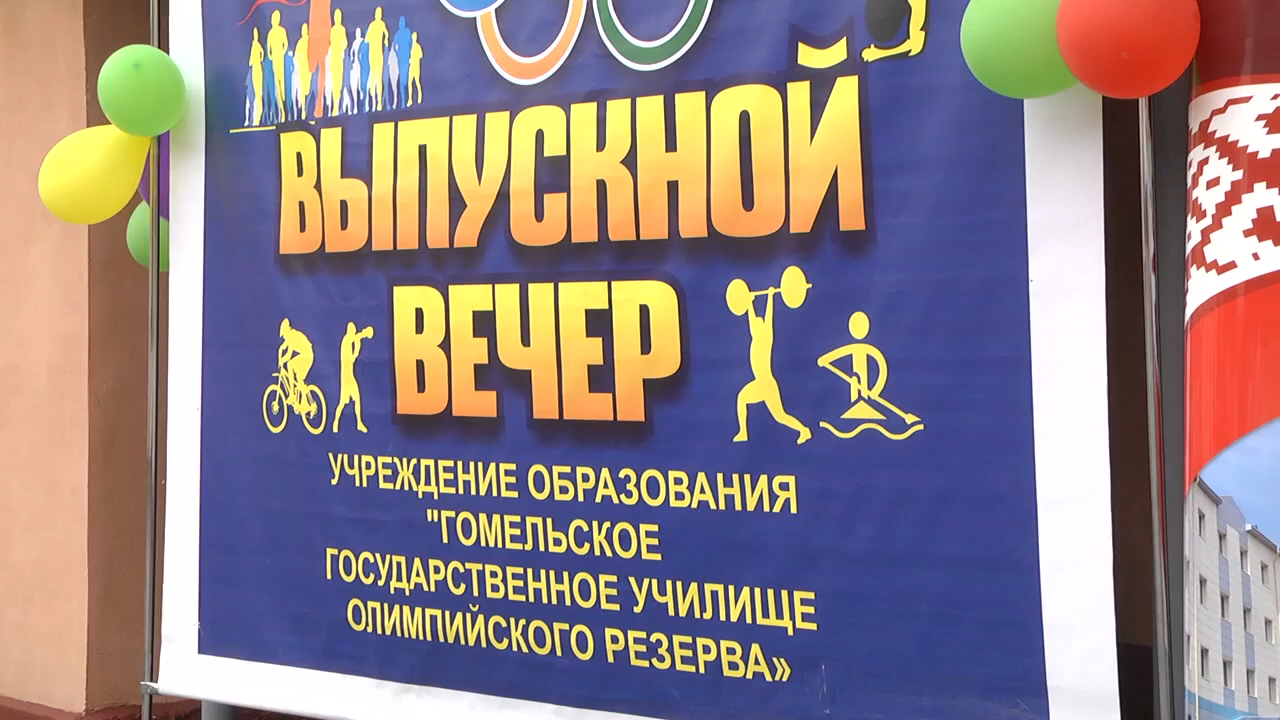 ВЫПУСКНОЙ
ВЕЧЕР
УЧРЕЖДЕНИЕ ОБРАЗОВАНИЯ
"ГОМЕЛЬСКОЕ
ГОСУДАРСТВЕННОЕ УЧИЛИЩЕ
ОЛИМПИЙСКОГО РЕЗЕРВА»